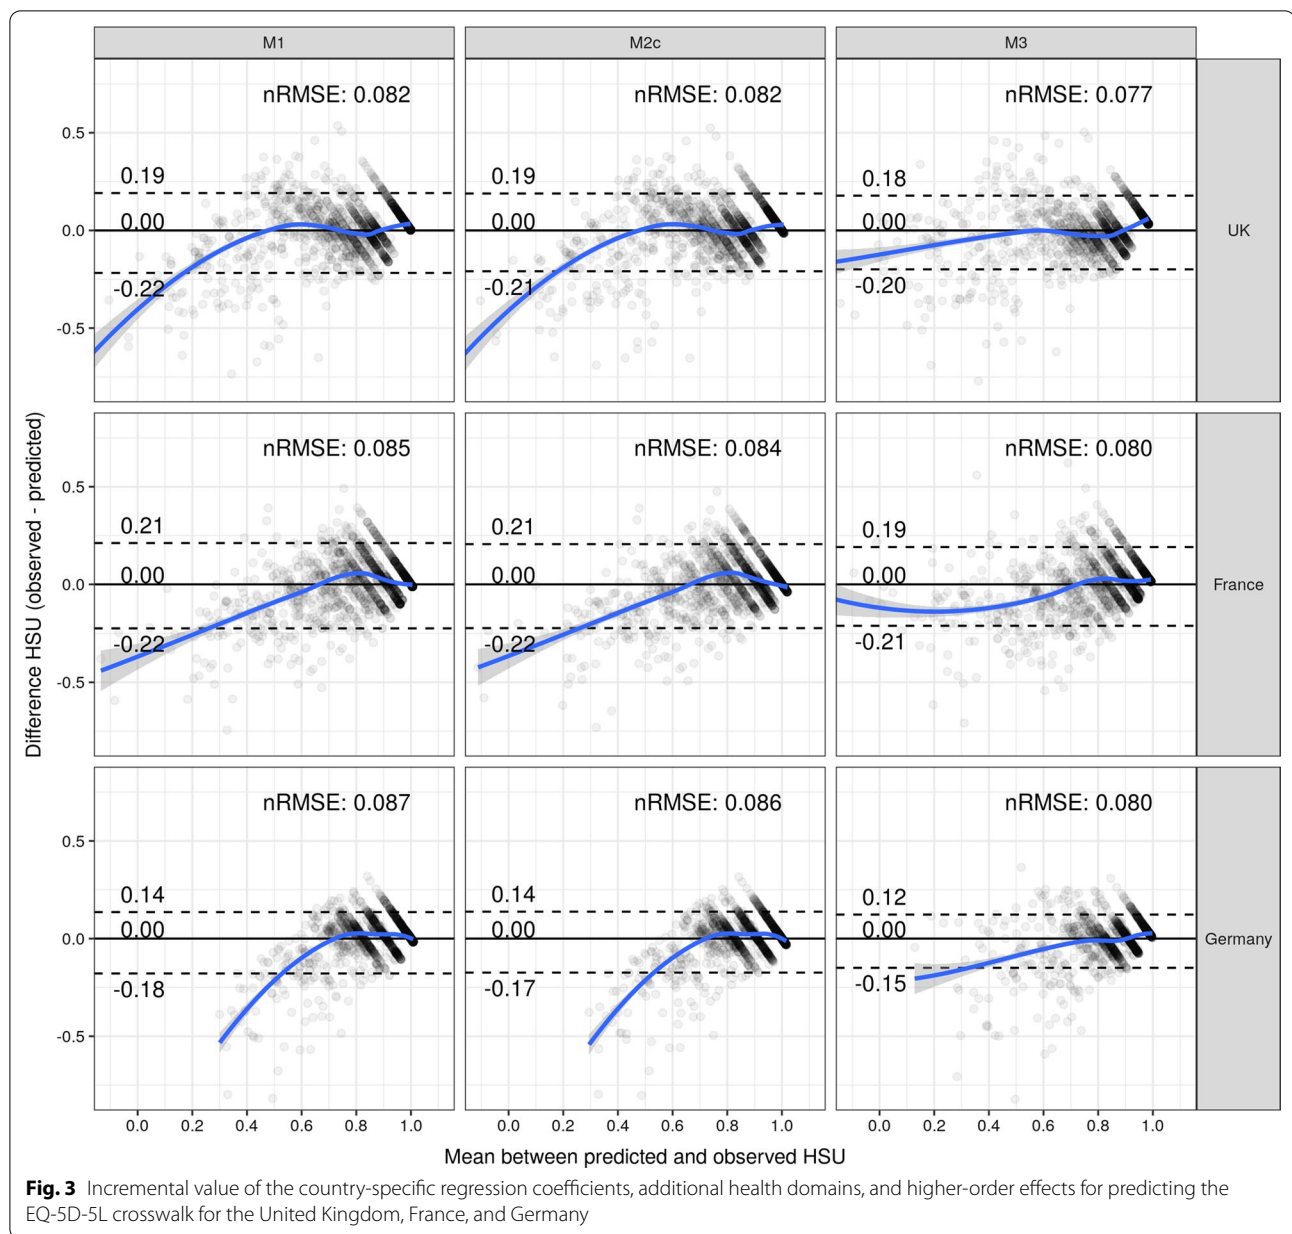 M1 M2c M3
nRMSE: 0.082 nRMSE: 0.082 nRMSE: 0.077
0.5
0.19 0.19 0.18
0.00 0.00 0.00
0.0
UK
-0.22 -0.21 -0.20
-0.5
nRMSE: 0.085 nRMSE: 0.084 nRMSE: 0.080
0.5
0.21 0.21 0.19
0.00 0.00 0.00
0.0
France
-0.22 -0.22 -0.21
-0.5
Difference HSU (observed - predicted)
nRMSE: 0.087 nRMSE: 0.086 nRMSE: 0.080
0.5
0.14 0.14 0.12
0.00 0.00 0.00
0.0
Germany
-0.18 -0.17 -0.15
-0.5
0.0 0.2 0.4 0.6 0.8 1.0 0.0 0.2 0.4 0.6 0.8 1.0 0.0 0.2 0.4 0.6 0.8 1.0
Mean between predicted and observed HSU
Fig. 3 Incremental value of the country-specific regression coefficients, additional health domains, and higher-order effects for predicting the
EQ-5D-5L crosswalk for the United Kingdom, France, and Germany